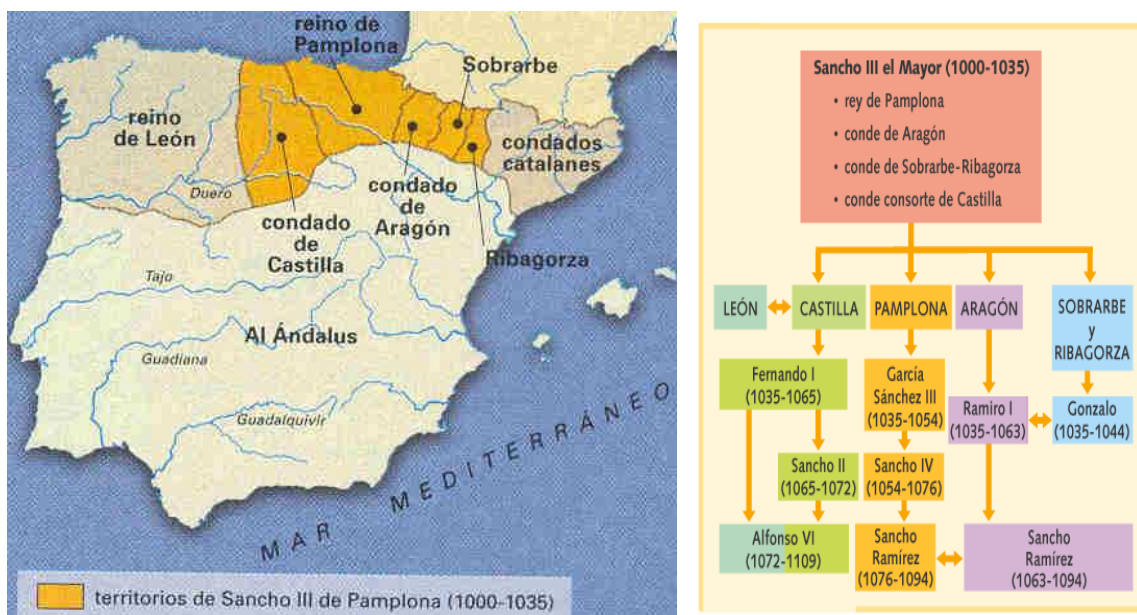 reino de
Pamplona
Sobrarbe
reino
de León
condados
catalanes
Duero
condado
de
Aragón
condado
de
Castilla
Ribagorza
Tajo
Al Ándalus
Guadiana
Guadalquivir
MAR MEDITERRÁNEO
territorios de Sancho III de Pamplona (1000-1035)
Sancho III el Mayor (1000-1035)
• rey de Pamplona
• conde de Aragón
• conde de Sobrarbe-Ribagorza
• conde consorte de Castilla
LEÓN
CASTILLA
PAMPLONA
ARAGÓN
SOBRARBE
y
RIBAGORZA
Fernando I
(1035-1065)
García
Sánchez III
(1035-1054)
Ramiro I
(1035-1063)
Gonzalo
(1035-1044)
Sancho II
(1065-1072)
Sancho IV
(1054-1076)
Alfonso VI
(1072-1109)
Sancho
Ramírez
(1076-1094)
Sancho
Ramírez
(1063-1094)